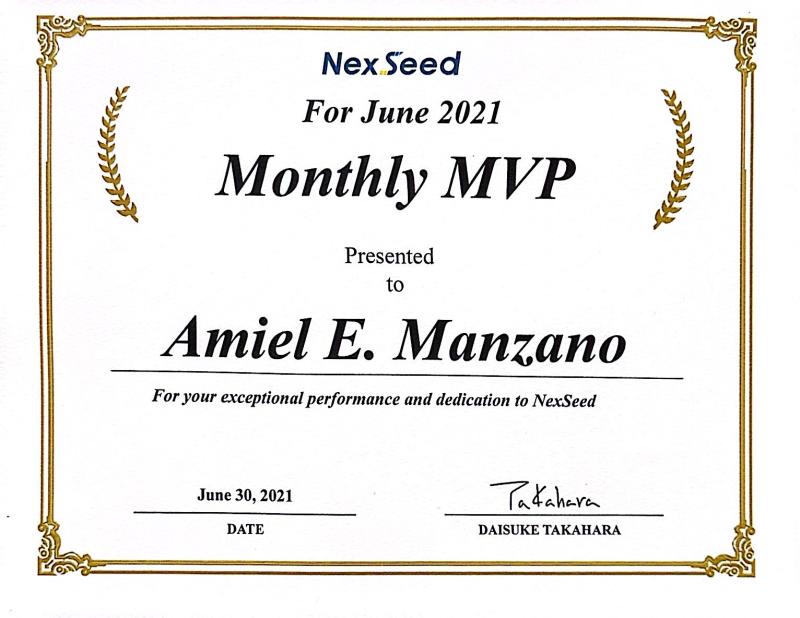 NexSeed
For June 2021
Monthly MVP
Presented
to
Amiel E. Manzano
For your exceptional performance and dedication to NexSeed
June 30, 2021
Takahara
DATE
DAISUKE TAKAHARA